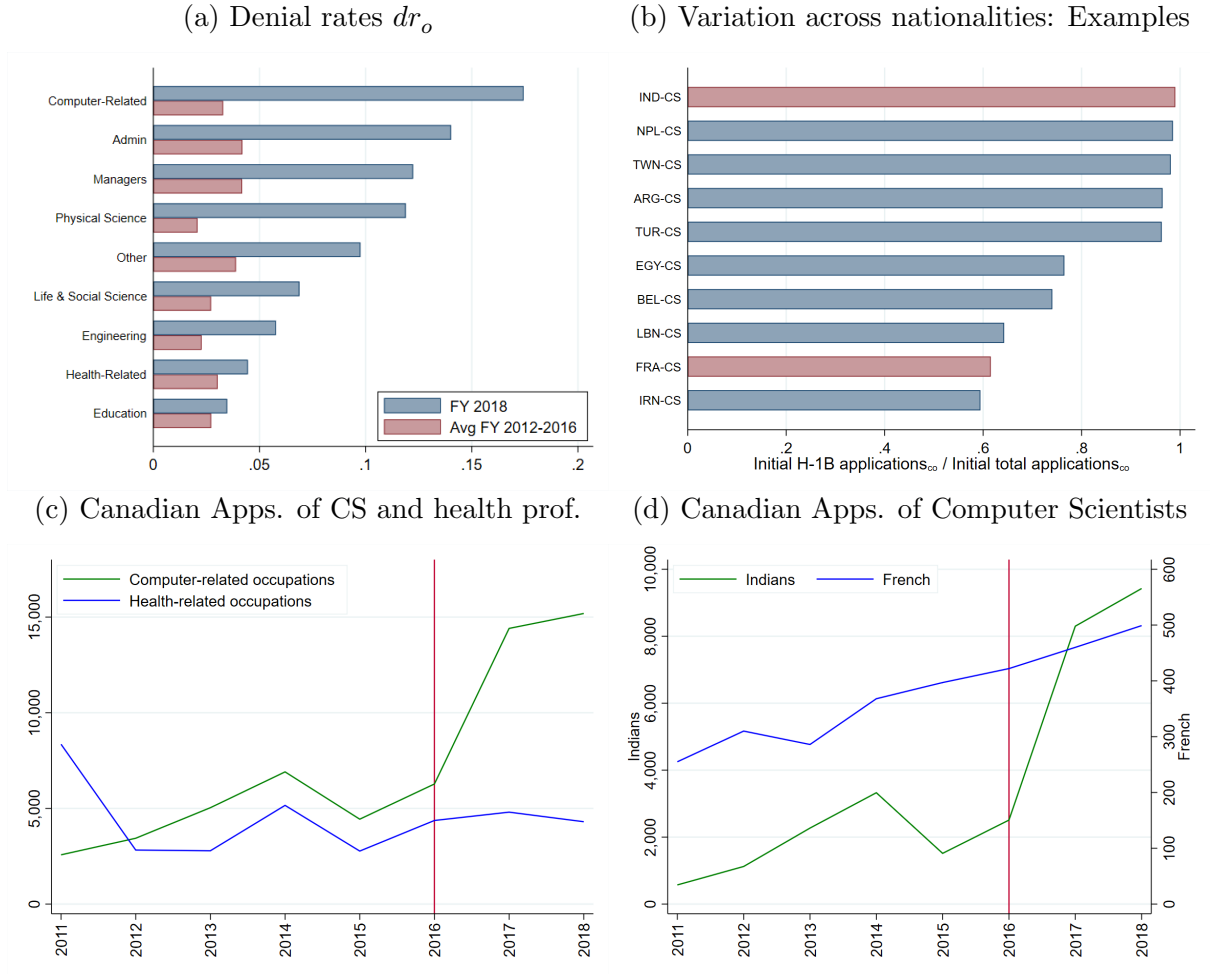 (a) Denial rates dr_o
Computer-Related
Admin
Managers
Physical Science
Other
Life & Social Science
Engineering
Health-Related
Education
FY 2018
Avg FY 2012-2016
0 .05 .1 .15 .2
(b) Variation across nationalities: Examples
IND-CS
NPL-CS
TWN-CS
ARG-CS
TUR-CS
EGY-CS
BEL-CS
LBN-CS
FRA-CS
IRN-CS
0 .2 .4 .6 .8 1
Initial H-1B applications_co / Initial total applications_co
(c) Canadian Apps. of CS and health prof.
Computer-related occupations
Health-related occupations
15,000
10,000
5,000
0
2011 2012 2013 2014 2015 2016 2017 2018
(d) Canadian Apps. of Computer Scientists
Indians French
10,000
8,000
6,000
4,000
2,000
0
Indians
600
500
400
300
200
100
0
French
2011 2012 2013 2014 2015 2016 2017 2018